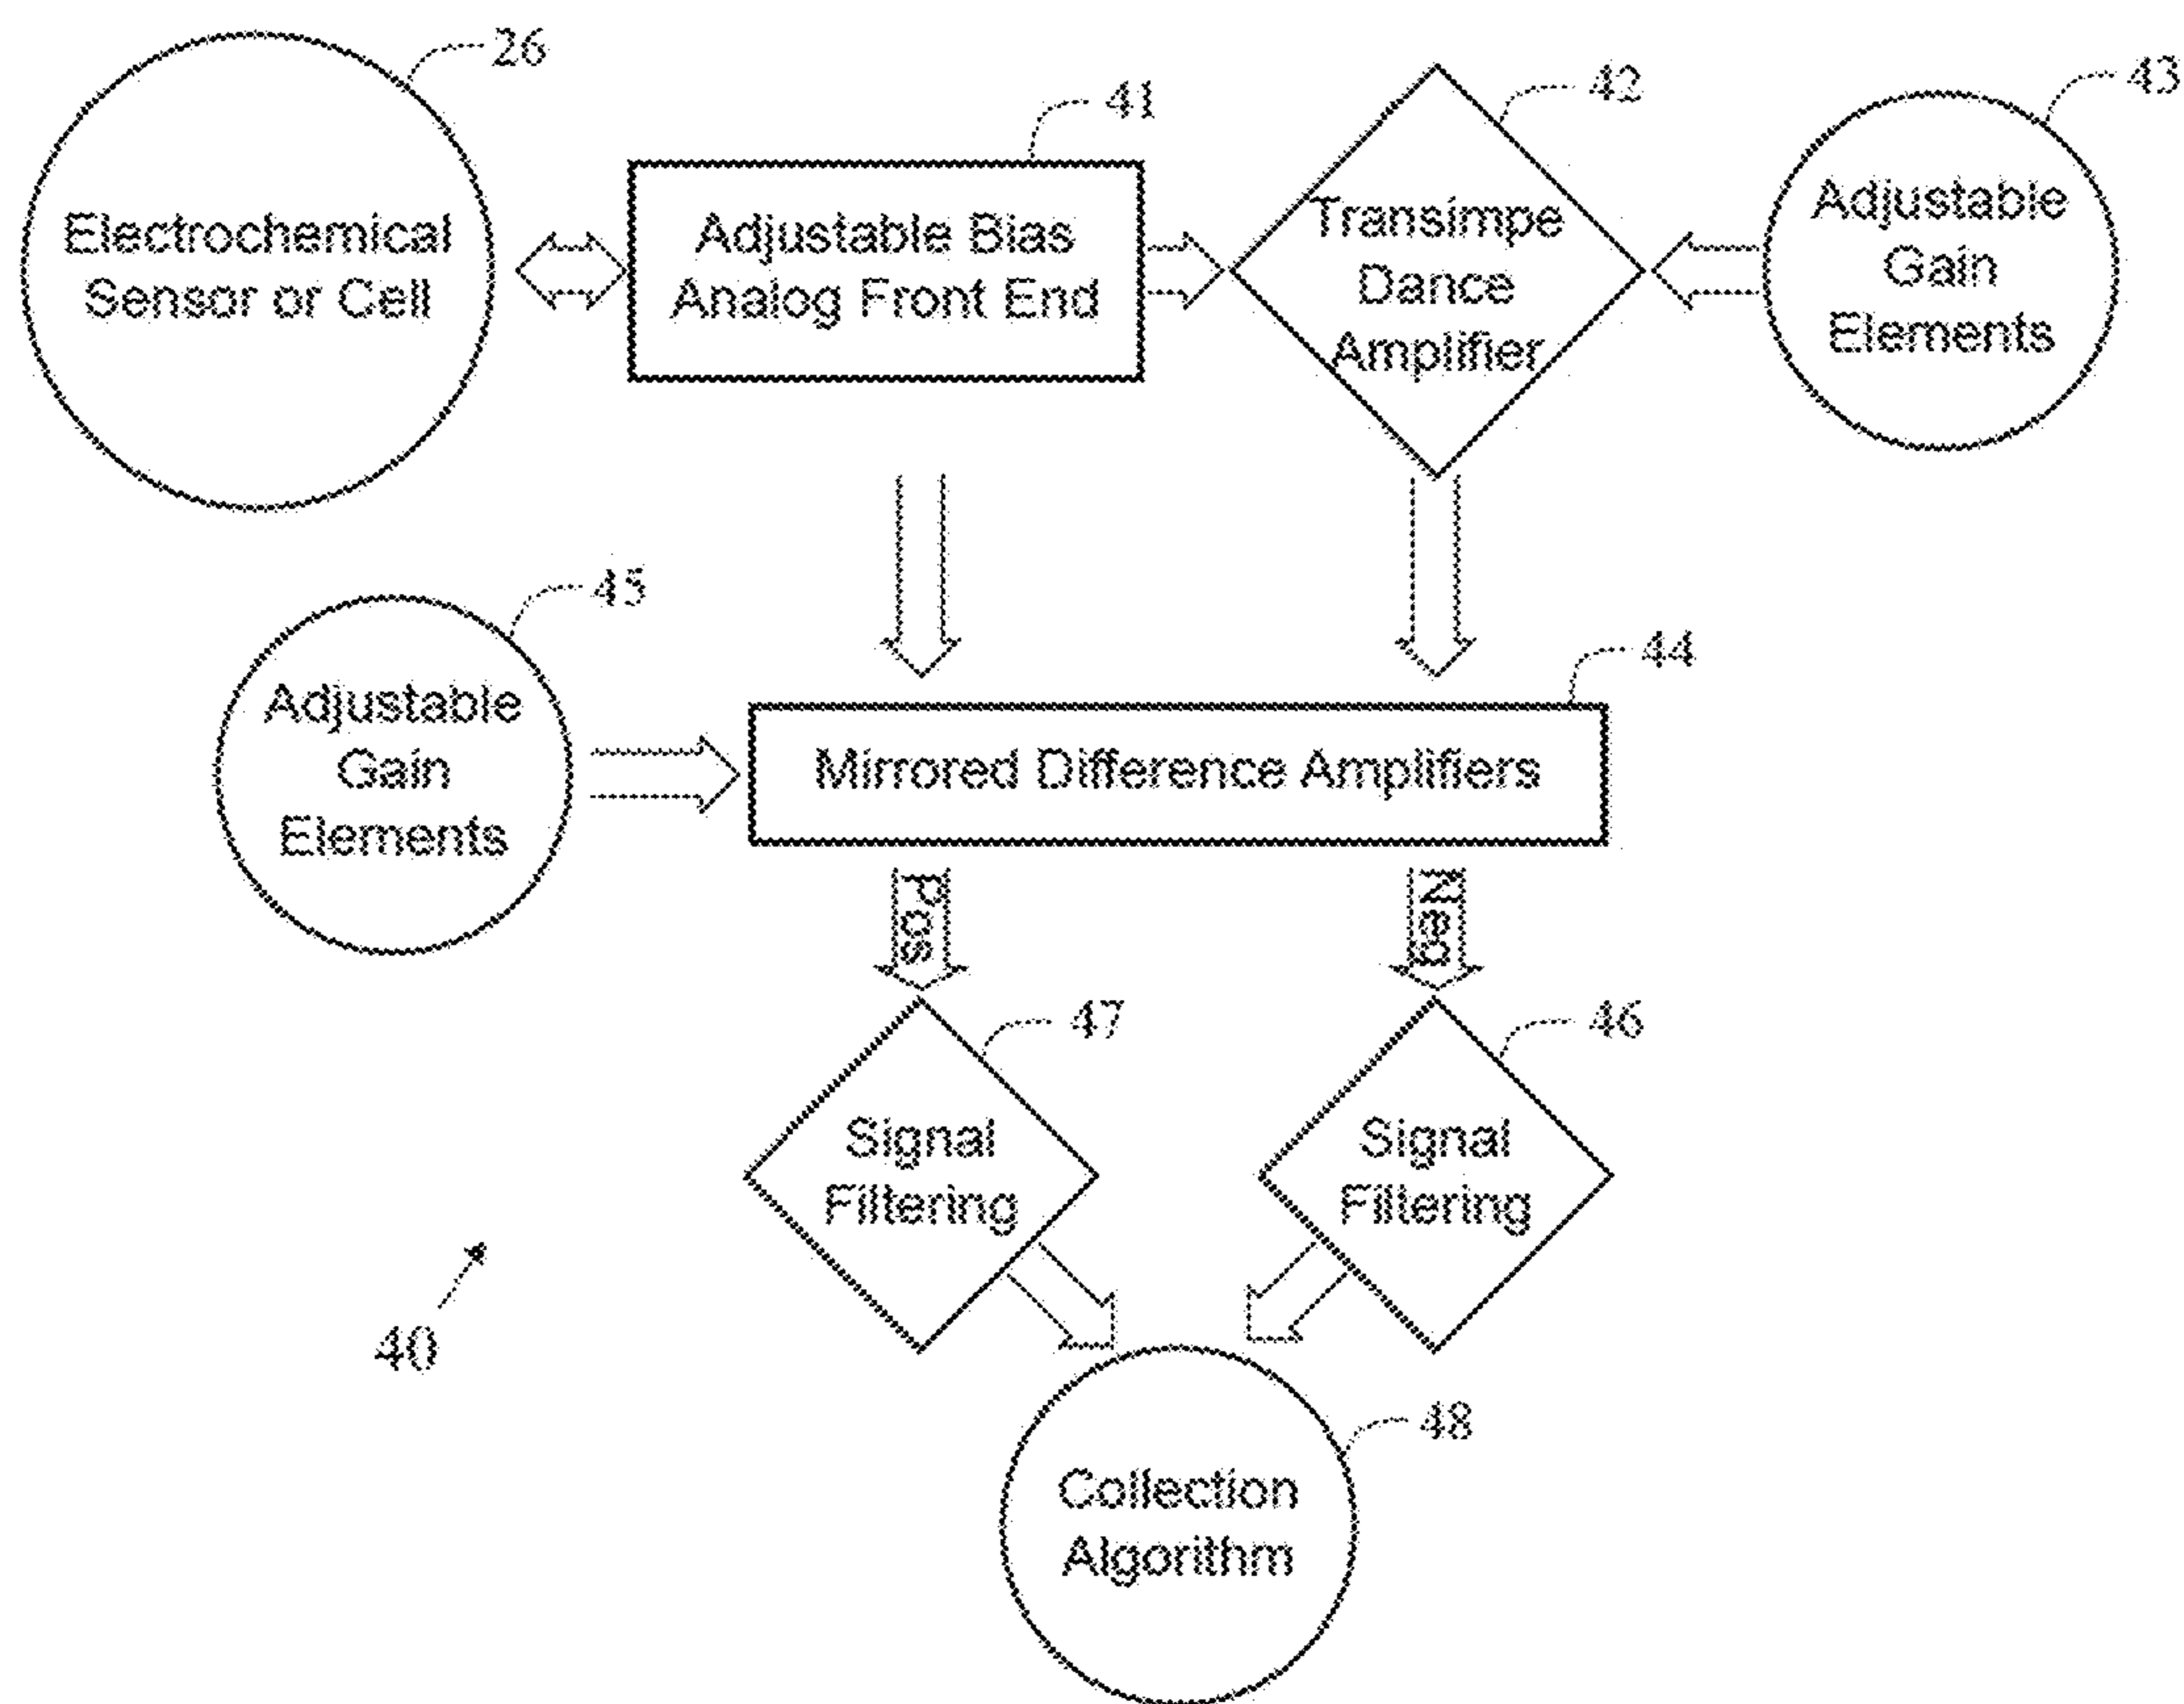 26
41
42
43
Electrochemical
Sensor or Cell
Adjustable Bias
Analog Front End
Transimpe
Dance
Amplifier
Adjustable
Gain
Elements
45
44
Adjustable
Gain
Elements
Mirrored Difference Amplifiers
Pos
Neg
47
46
Signal
Filtering
Signal
Filtering
40
48
Collection
Algorithm